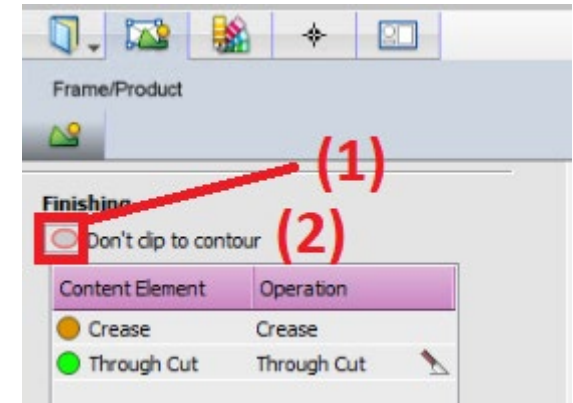 Frame/Product
(1)
Finishing
Don't clip to contour (2)
Content Element Operation
Crease Crease
Through Cut Through Cut